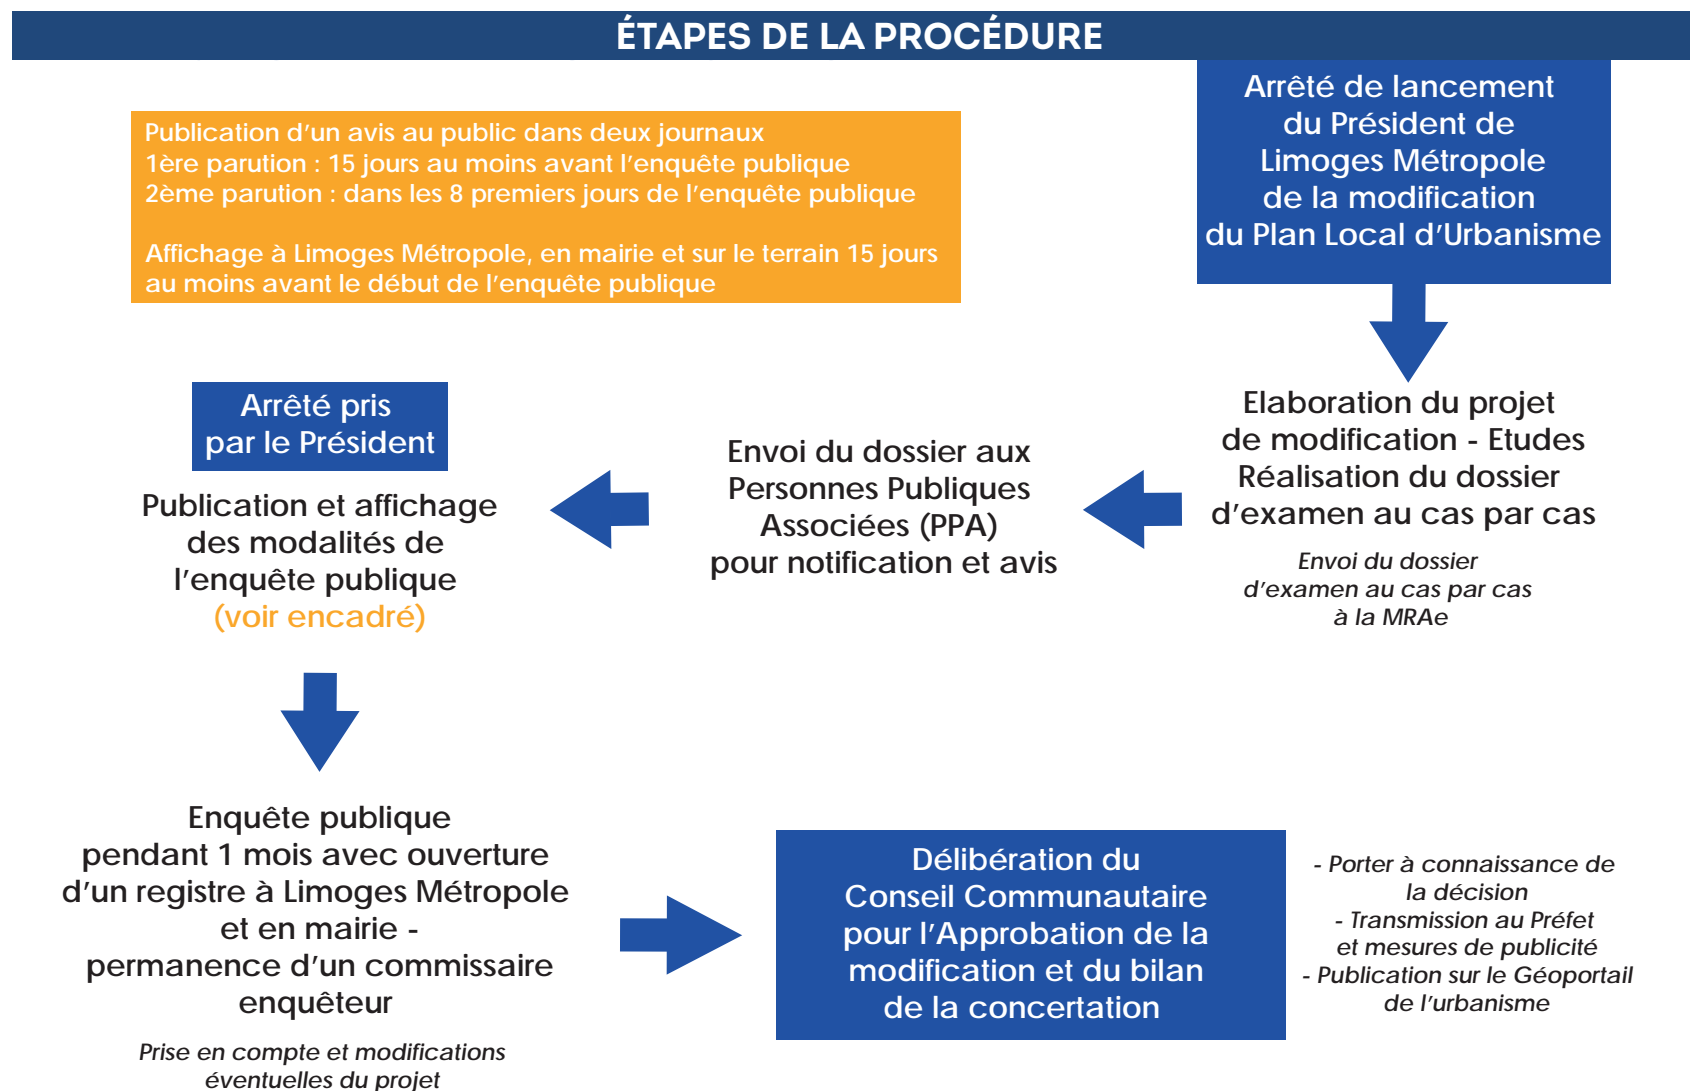 ÉTAPES DE LA PROCÉDURE
Arrêté de lancement
du Président de
Limoges Métropole
de la modification
du Plan Local d'Urbanisme
Publication d'un avis au public dans deux journaux
1ère parution : 15 jours au moins avant l'enquête publique
2ème parution : dans les 8 premiers jours de l'enquête publique
Affichage à Limoges Métropole, en mairie et sur le terrain 15 jours
au moins avant le début de l'enquête publique
Elaboration du projet
de modification - Etudes
Réalisation du dossier
d'examen au cas par cas
Envoi du dossier
d'examen au cas par cas
à la MRAe
Envoi du dossier aux
Personnes Publiques
Associées (PPA)
pour notification et avis
Arrêté pris
par le Président
Publication et affichage
des modalités de
l'enquête publique
(voir encadré)
Enquête publique
pendant 1 mois avec ouverture
d'un registre à Limoges Métropole
et en mairie -
permanence d'un commissaire
enquêteur
Prise en compte et modifications
éventuelles du projet
Délibération du
Conseil Communautaire
pour l'Approbation de la
modification et du bilan
de la concertation
- Porter à connaissance de
la décision
- Transmission au Préfet
et mesures de publicité
- Publication sur le Géoportail
de l'urbanisme